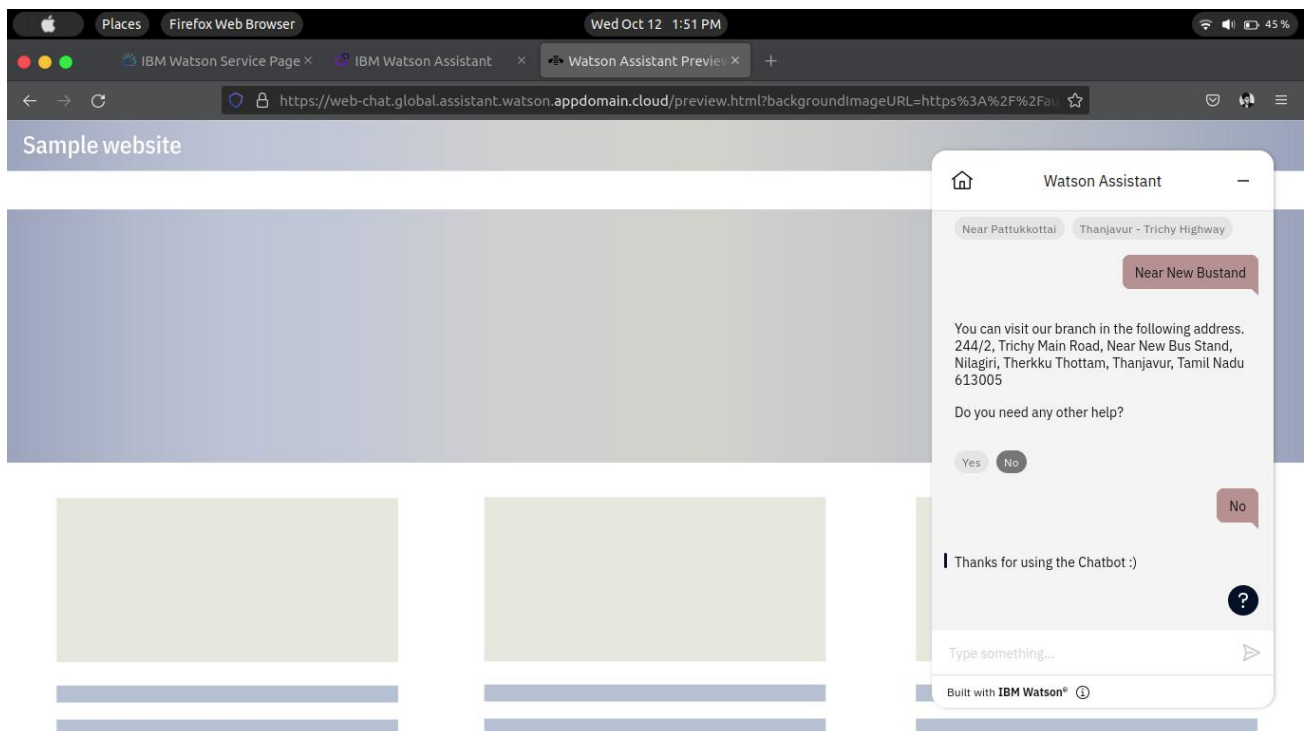 Places Firefox Web Browser Wed Oct 12 1:51 PM 45 %
IBM Watson Service Page IBM Watson Assistant Watson Assistant Preview
https://web-chat.global.assistant.watson.appdomain.cloud/preview.html?backgroundImageURL=https%3A%2F%2Fau
Sample website
Watson Assistant
Near Pattukkottai Thanjavur - Trichy Highway
Near New Bustand
You can visit our branch in the following address.
244/2, Trichy Main Road, Near New Bus Stand,
Nilagiri, Therkku Thottam, Thanjavur, Tamil Nadu
613005
Do you need any other help?
Yes No
No
Thanks for using the Chatbot :)
?
Type something...
Built with IBM Watson®